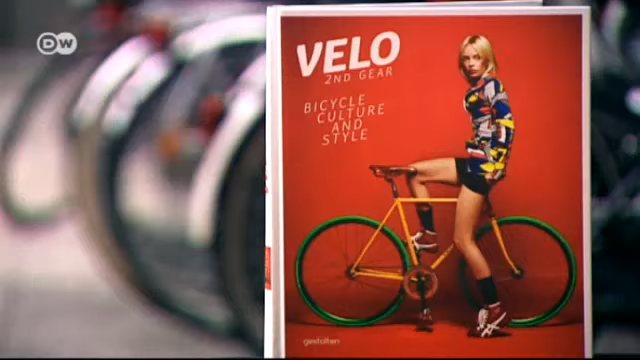 DW
VELO
2ND GEAR
BICYCLE
CULTURE
AND
STYLE
gestalten